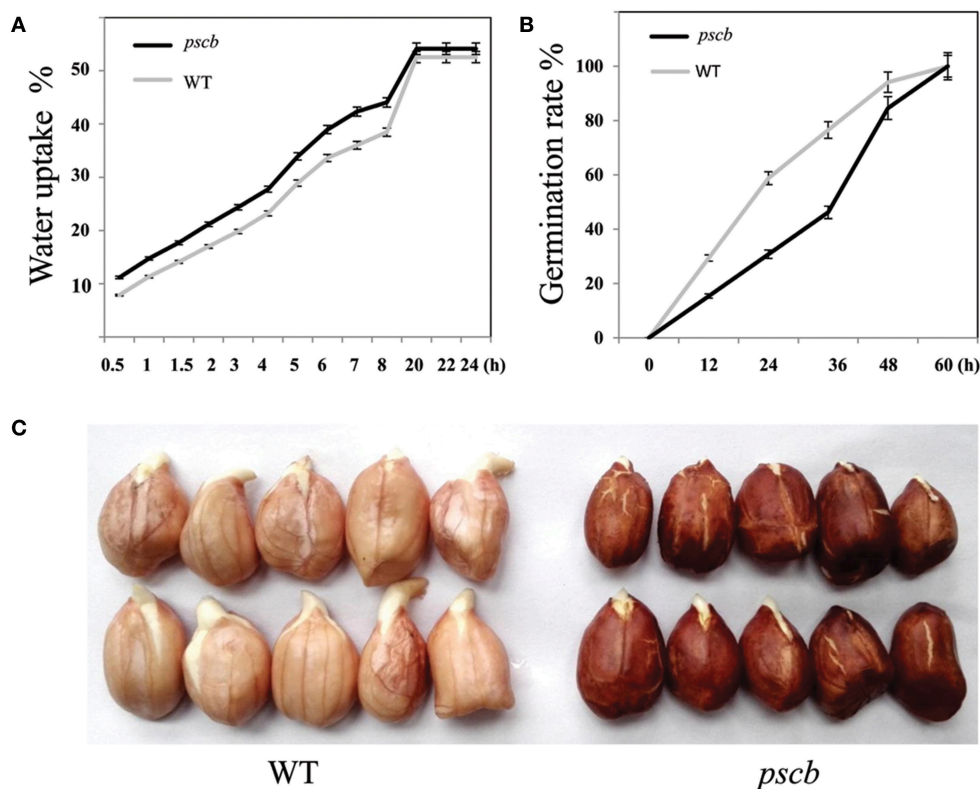 A
pscb
WT
Water uptake %
50
40
30
20
10
0.5 1 1.5 2 3 4 5 6 7 8 20 22 24 (h)
B
pscb
WT
Germination rate %
100
80
60
40
20
0
0 12 24 36 48 60 (h)
C
WT
pscb